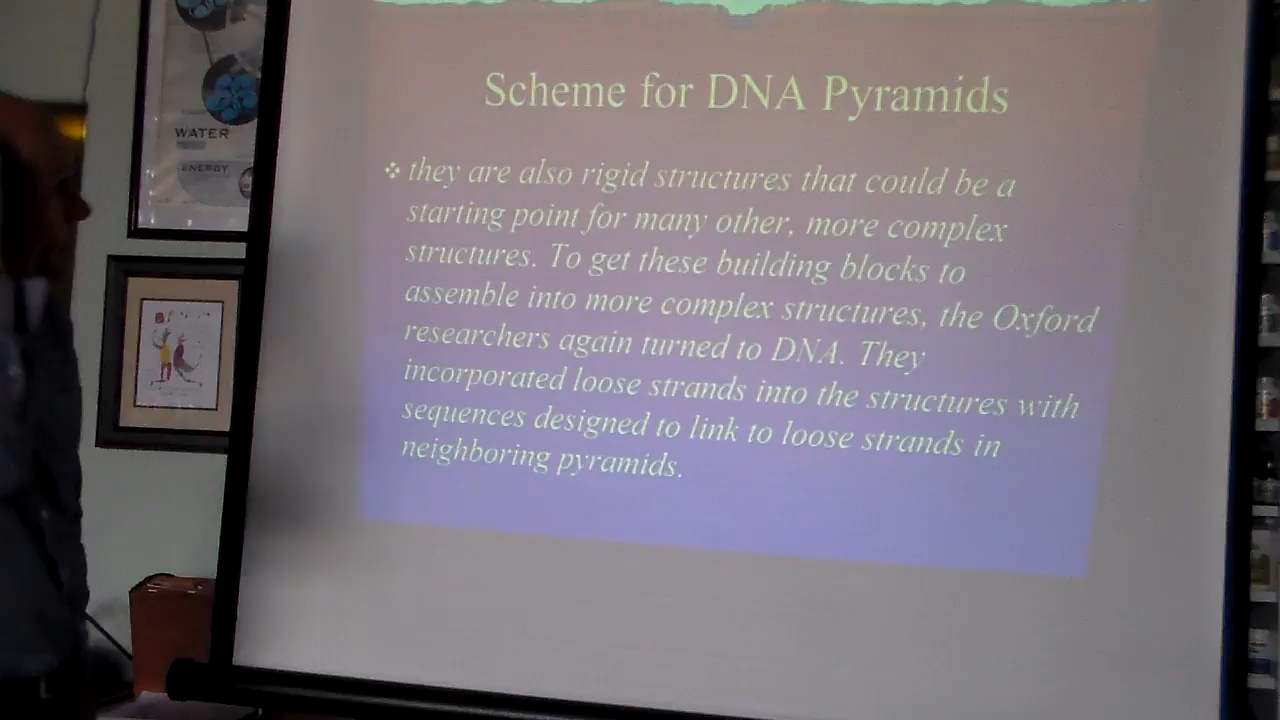 WATER
ENERGY
Scheme for DNA Pyramids
❖ they are also rigid structures that could be a
starting point for many other, more complex
structures. To get these building blocks to
assemble into more complex structures, the Oxford
researchers again turned to DNA. They
incorporated loose strands into the structures with
sequences designed to link to loose strands in
neighboring pyramids.